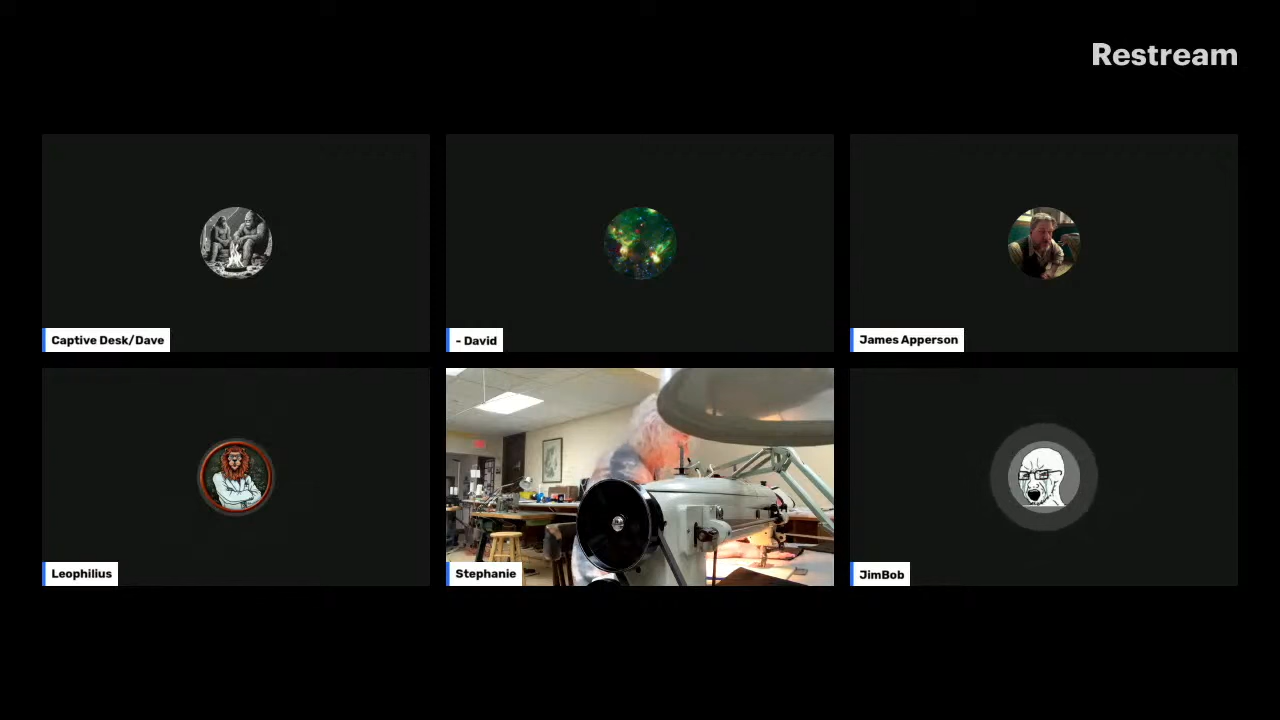 Restream
Captive Desk/Dave
- David
James Apperson
Leophilius
Stephanie
JimBob